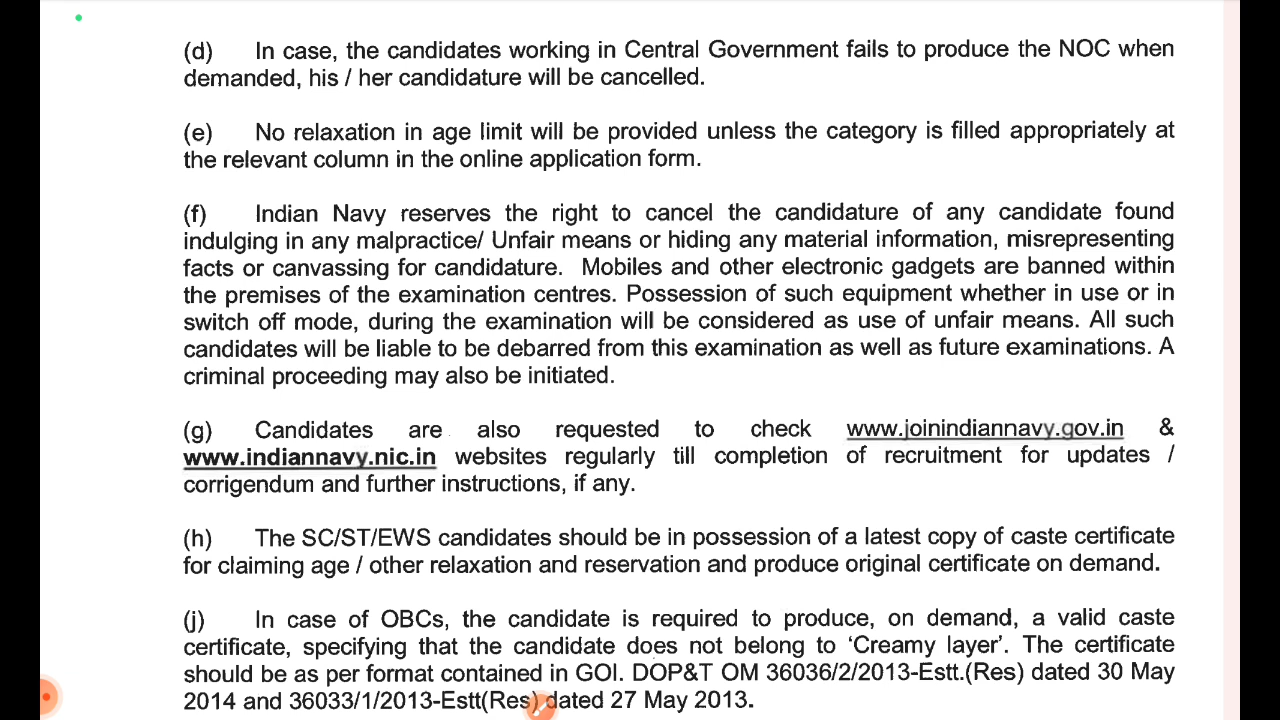 (d) In case, the candidates working in Central Government fails to produce the NOC when
demanded, his / her candidature will be cancelled.
(e) No relaxation in age limit will be provided unless the category is filled appropriately at
the relevant column in the online application form.
(f) Indian Navy reserves the right to cancel the candidature of any candidate found
indulging in any malpractice/ Unfair means or hiding any material information, misrepresenting
facts or canvassing for candidature. Mobiles and other electronic gadgets are banned within
the premises of the examination centres. Possession of such equipment whether in use or in
switch off mode, during the examination will be considered as use of unfair means. All such
candidates will be liable to be debarred from this examination as well as future examinations. A
criminal proceeding may also be initiated.
(g) Candidates are also requested to check www.joinindiannavy.gov.in &
www.indiannavy.nic.in websites regularly till completion of recruitment for updates /
corrigendum and further instructions, if any.
(h) The SC/ST/EWS candidates should be in possession of a latest copy of caste certificate
for claiming age / other relaxation and reservation and produce original certificate on demand.
(j) In case of OBCs, the candidate is required to produce, on demand, a valid caste
certificate, specifying that the candidate does not belong to 'Creamy layer'. The certificate
should be as per format contained in GOI. DOP&T OM 36036/2/2013-Estt.(Res) dated 30 May
2014 and 36033/1/2013-Estt(Res) dated 27 May 2013.